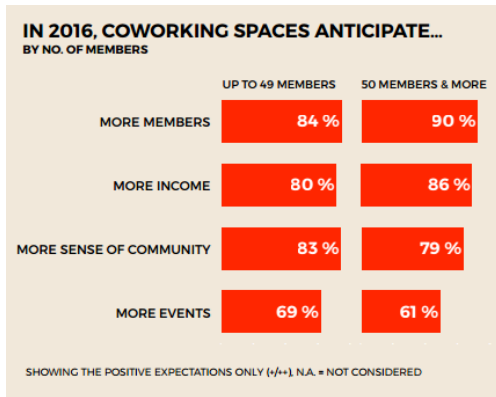 IN 2016, COWORKING SPACES ANTICIPATE...
BY NO. OF MEMBERS
UP TO 49 MEMBERS 50 MEMBERS & MORE
MORE MEMBERS 84 % 90 %
MORE INCOME 80 % 86 %
MORE SENSE OF COMMUNITY 83 % 79 %
MORE EVENTS 69 % 61 %
SHOWING THE POSITIVE EXPECTATIONS ONLY (+/++), N.A. = NOT CONSIDERED